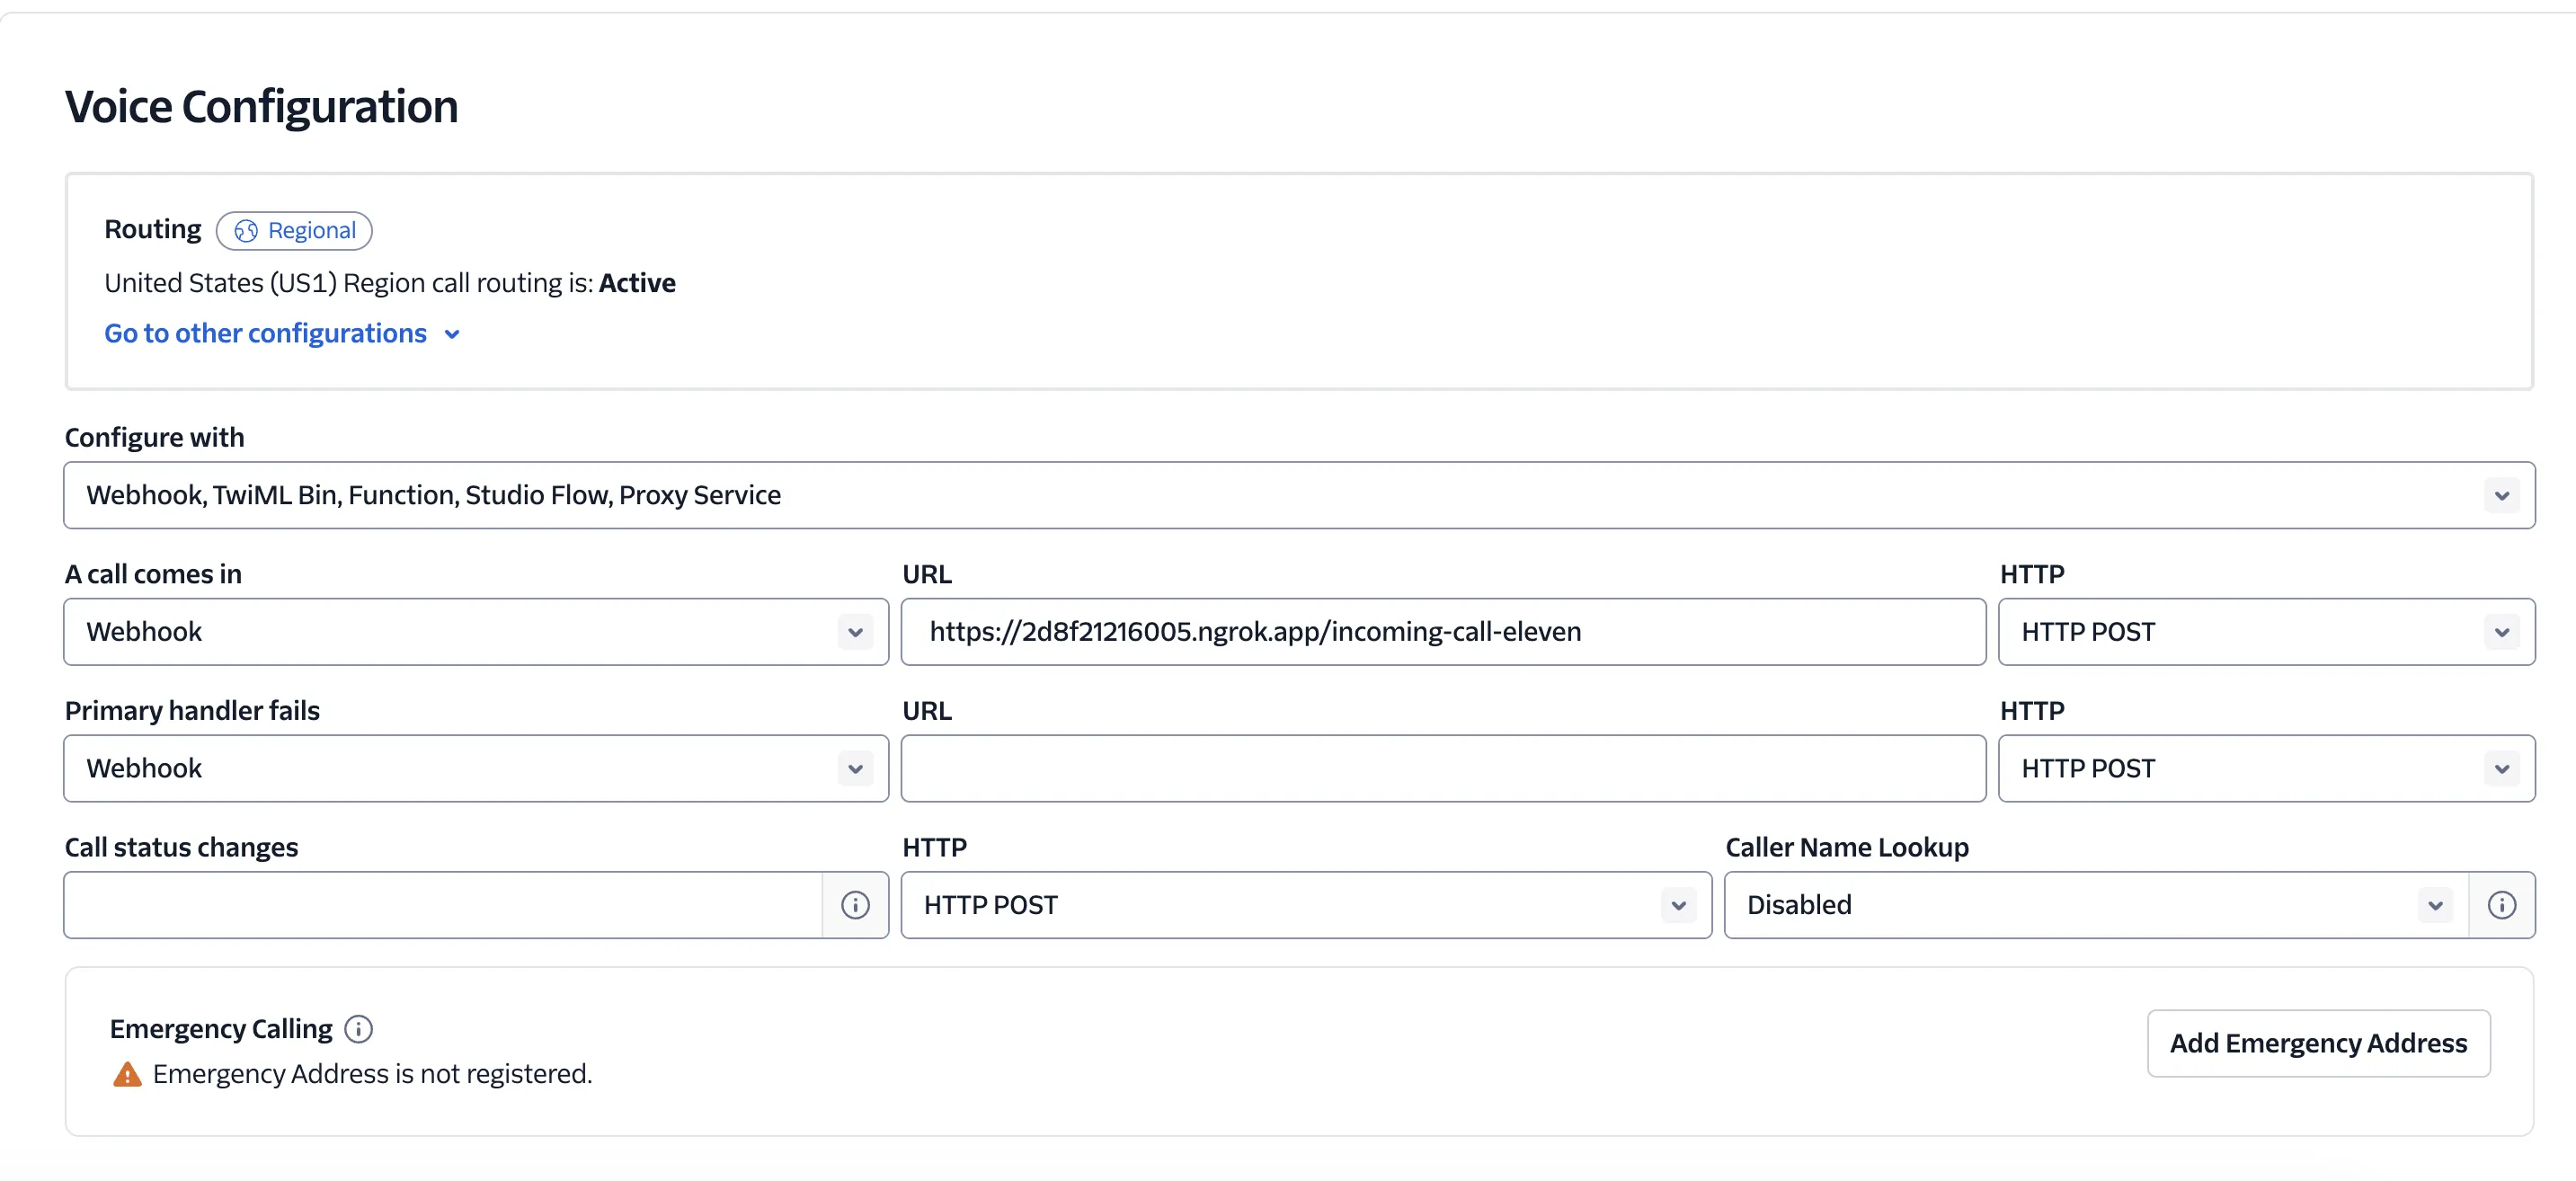 Voice Configuration
Routing Regional
United States (US1) Region call routing is: Active
Go to other configurations
Configure with
Webhook, TwiML Bin, Function, Studio Flow, Proxy Service
A call comes in URL HTTP
Webhook https://2d8f21216005.ngrok.app/incoming-call-eleven HTTP POST
Primary handler fails URL HTTP
Webhook HTTP POST
Call status changes HTTP Caller Name Lookup
HTTP POST Disabled
Emergency Calling
Emergency Address is not registered.
Add Emergency Address